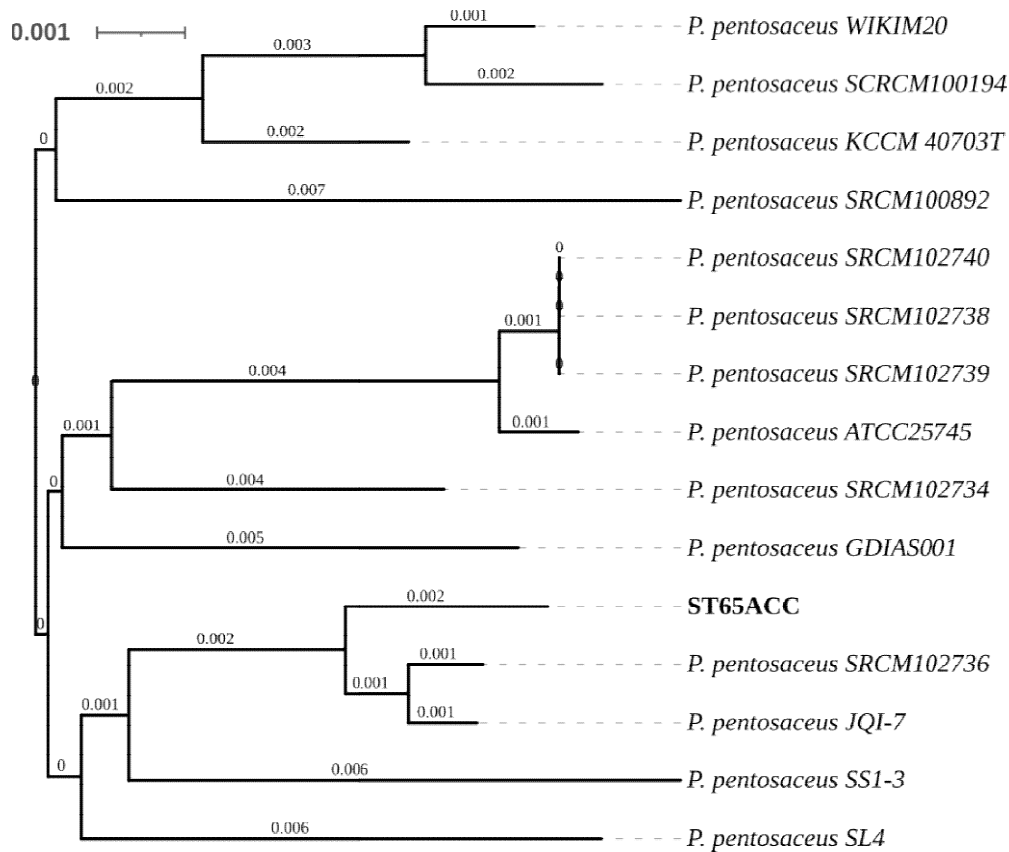 0.001
0.001
P. pentosaceus WIKIM20
0.003
0.002
P. pentosaceus SCRCM100194
0.002
0.002
P. pentosaceus KCCM 40703T
0
0.007
P. pentosaceus SRCM100892
0
P. pentosaceus SRCM102740
0
0
P. pentosaceus SRCM102738
0.001
0
P. pentosaceus SRCM102739
0.004
0
0.001
P. pentosaceus ATCC25745
0.001
0
0.004
P. pentosaceus SRCM102734
0.005
P. pentosaceus GDIAS001
0.002
ST65ACC
0
0.002
0.001
P. pentosaceus SRCM102736
0.001
0.001
P. pentosaceus JQI-7
0.001
0
0.006
P. pentosaceus SS1-3
0.006
P. pentosaceus SL4